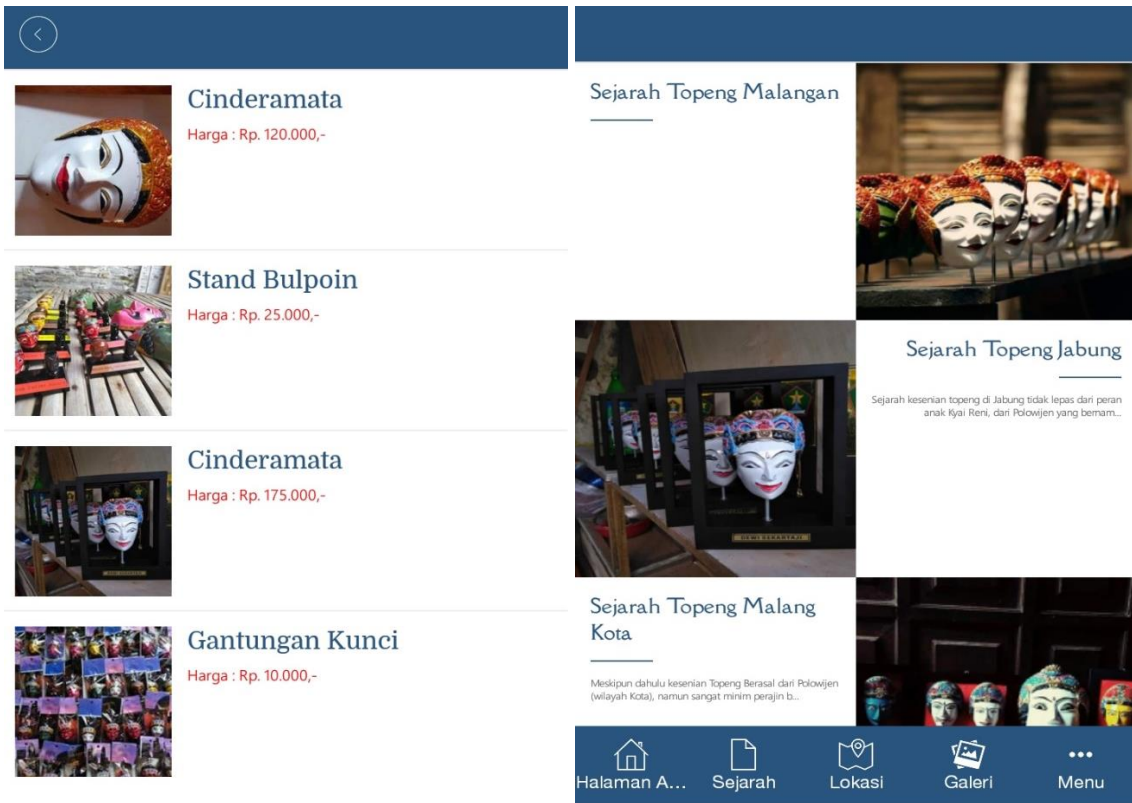 Cinderamata
Harga : Rp. 120.000,-
Stand Bulpoin
Harga : Rp. 25.000,-
Cinderamata
Harga : Rp. 175.000,-
Gantungan Kunci
Harga : Rp. 10.000,-
Sejarah Topeng Malangan
Sejarah Topeng Jabung
Sejarah kesenian topeng di Jabung tidak lepas dari peran
anak Kyai Reni, dari Polowijen yang bernam...
DEWI SEKARTAJI
Sejarah Topeng Malang
Kota
Meskipun dahulu kesenian Topeng Berasal dari Polowijen
(wilayah Kota), namun sangat minim perajin b...
Halaman A...
Sejarah
Lokasi
Galeri
Menu